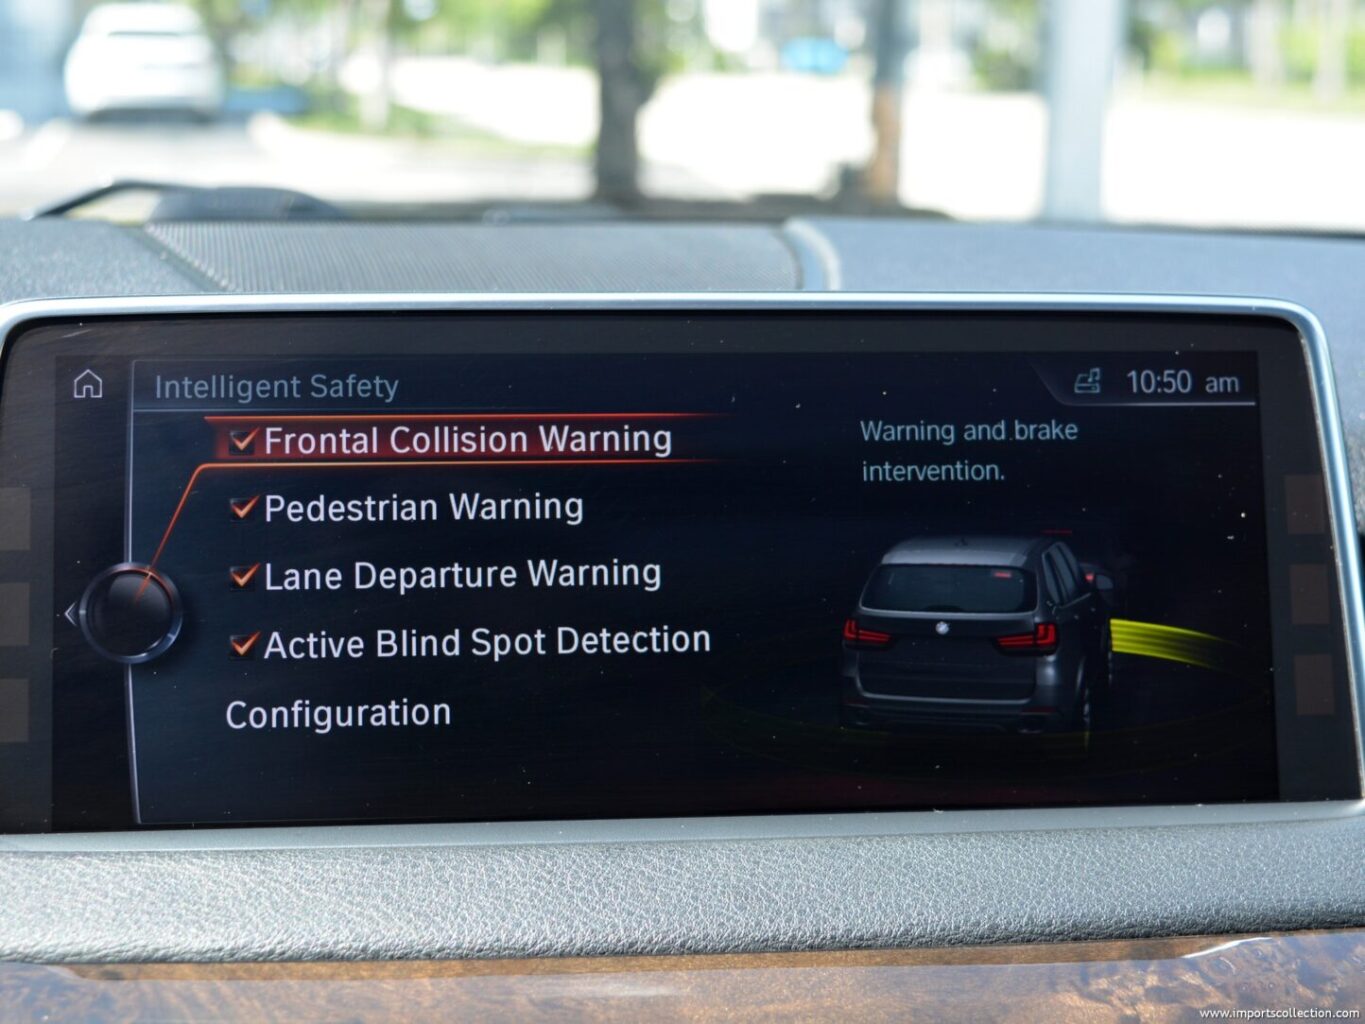 Intelligent Safety
10:50 am
Frontal Collision Warning
Pedestrian Warning
Lane Departure Warning
Active Blind Spot Detection
Configuration
Warning and brake
intervention.
www.importscollection.com